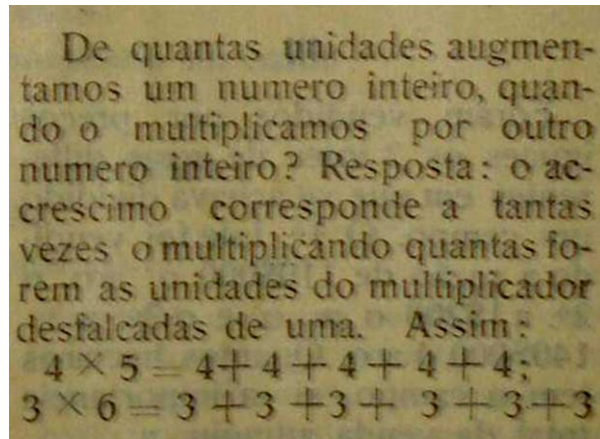 De quantas unidades augmen-
tamos um numero inteiro, quan-
do o multiplicamos por outro
numero inteiro? Resposta: o ac-
crescimo corresponde a tantas
vezes o multiplicando quantas fo-
rem as unidades do multiplicador
desfalcadas de uma. Assim:
4 × 5 = 4 + 4 + 4 + 4 + 4;
3 × 6 = 3 + 3 + 3 + 3 + 3 + 3